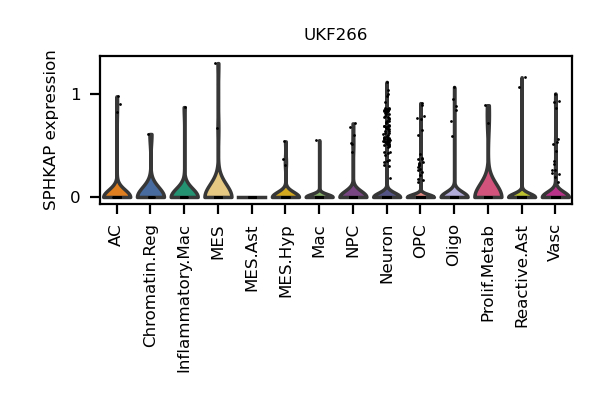 UKF266
SPHKAP expression
1
0
AC
Chromatin.Reg
Inflammatory.Mac
MES
MES.Ast
MES.Hyp
Mac
NPC
Neuron
OPC
Oligo
Prolif.Metab
Reactive.Ast
Vasc